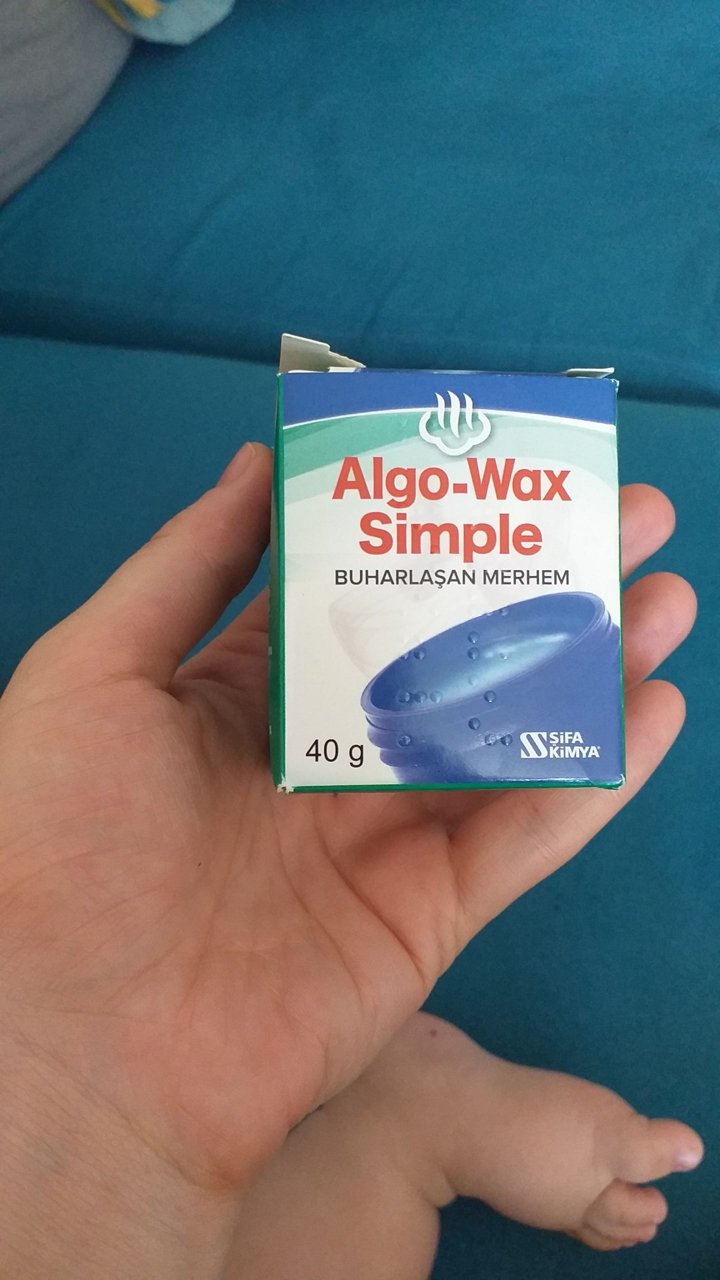 Algo-Wax
Simple
BUHARLAŞAN MERHEM
40 g
ŞİFA
KİMYA